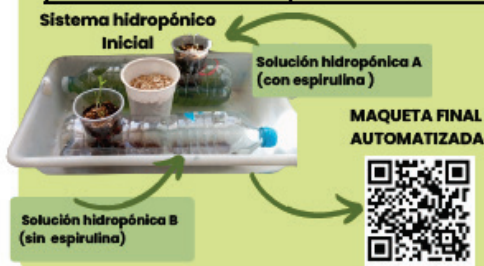 Sistema hidropónico
Inicial
Solución hidropónica A
(con espirulina )
MAQUETA FINAL
AUTOMATIZADA
Solución hidropónica B
(sin espirulina)